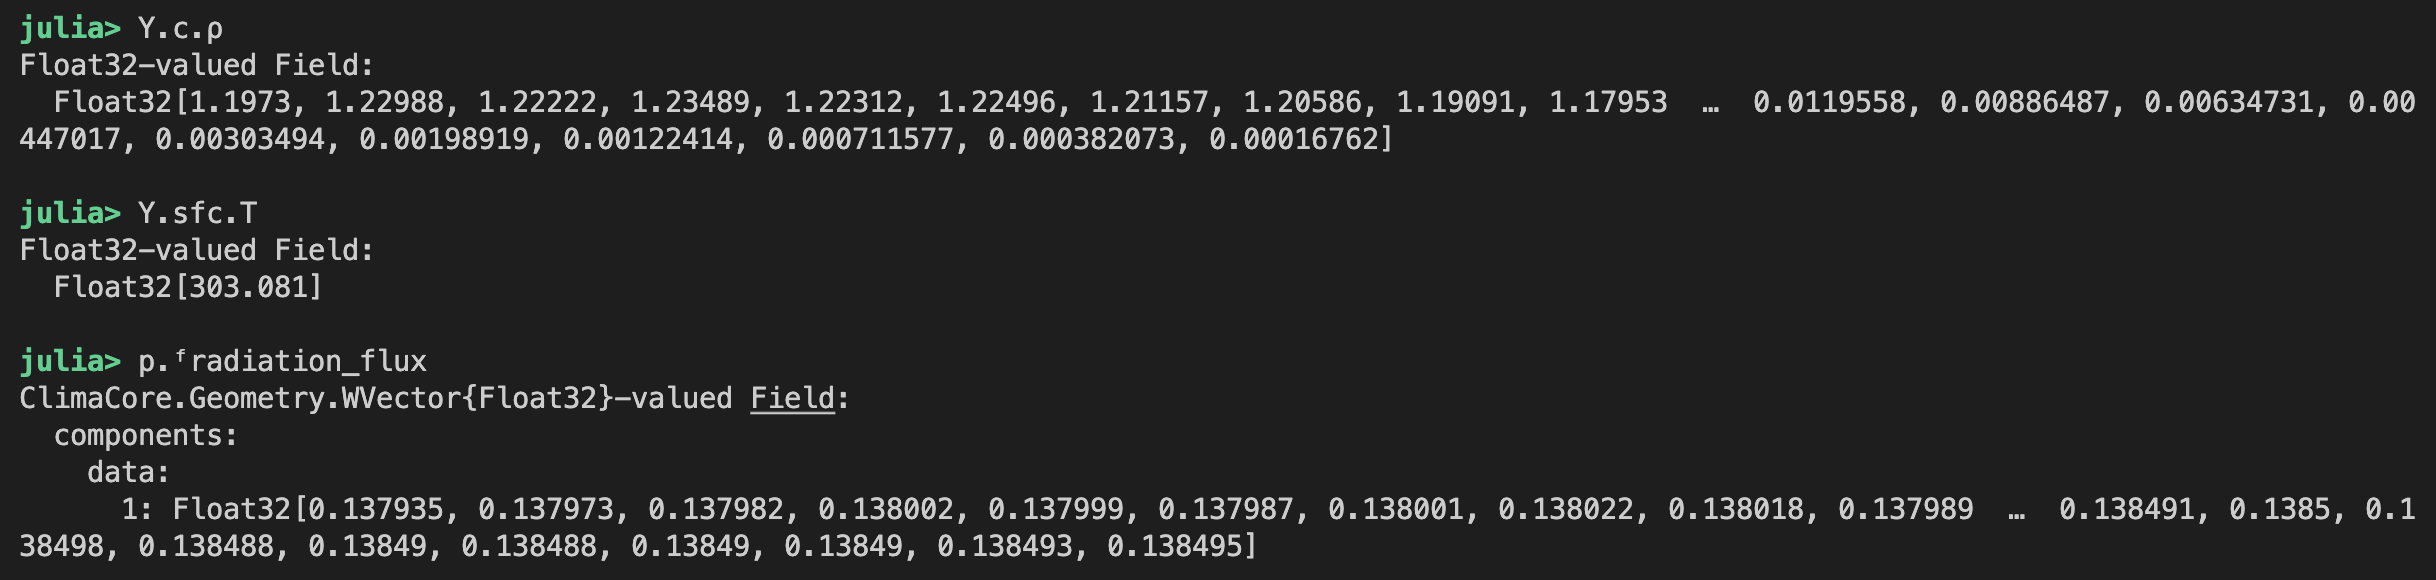 julia> Y.c.ρ
Float32-valued Field:
  Float32[1.1973, 1.22988, 1.22222, 1.23489, 1.22312, 1.22496, 1.21157, 1.20586, 1.19091, 1.17953  …  0.0119558, 0.00886487, 0.00634731, 0.00
447017, 0.00303494, 0.00198919, 0.00122414, 0.000711577, 0.000382073, 0.00016762]
julia> Y.sfc.T
Float32-valued Field:
  Float32[303.081]
julia> p.ᶠradiation_flux
ClimaCore.Geometry.WVector{Float32}-valued Field:
  components:
    data:
      1: Float32[0.137935, 0.137973, 0.137982, 0.138002, 0.137999, 0.137987, 0.138001, 0.138022, 0.138018, 0.137989  …  0.138491, 0.1385, 0.1
38498, 0.138488, 0.13849, 0.138488, 0.13849, 0.13849, 0.138493, 0.138495]